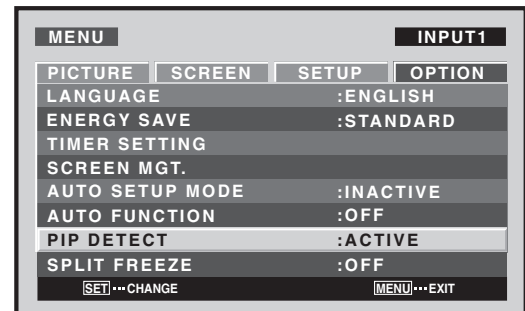 MENU INPUT1
PICTURE SCREEN SETUP OPTION
LANGUAGE :ENGLISH
ENERGY SAVE :STANDARD
TIMER SETTING
SCREEN MGT.
AUTO SETUP MODE :INACTIVE
AUTO FUNCTION :OFF
PIP DETECT :ACTIVE
SPLIT FREEZE :OFF
SET ··· CHANGE MENU ··· EXIT